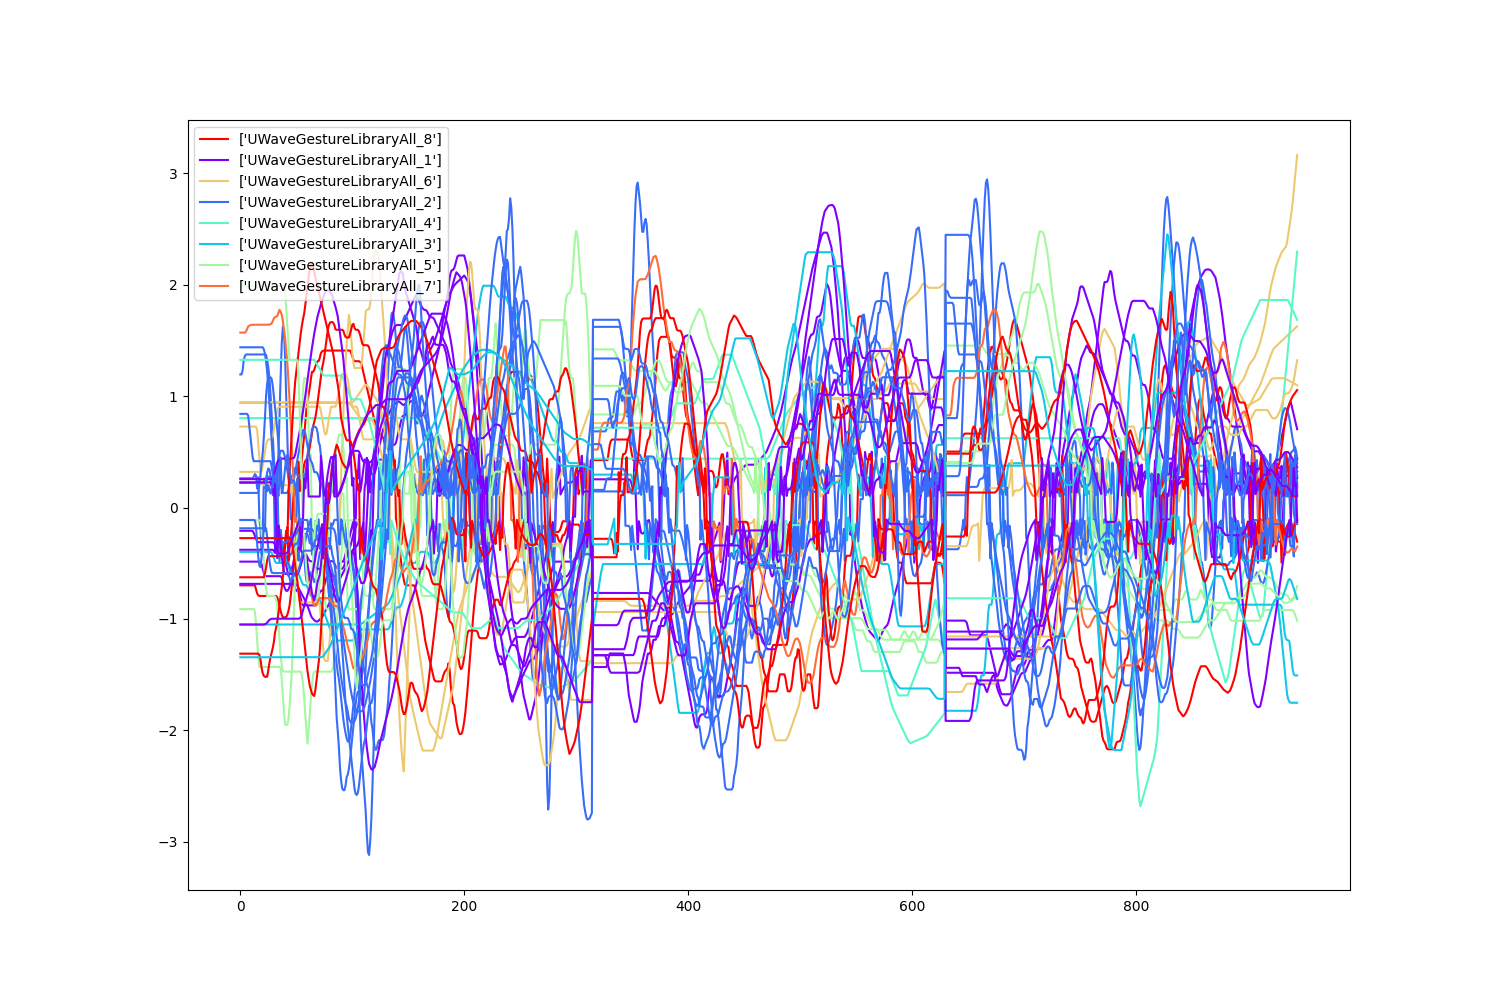 ['UWaveGestureLibraryAll_8']
['UWaveGestureLibraryAll_1']
['UWaveGestureLibraryAll_6']
['UWaveGestureLibraryAll_2']
['UWaveGestureLibraryAll_4']
['UWaveGestureLibraryAll_3']
['UWaveGestureLibraryAll_5']
['UWaveGestureLibraryAll_7']
3
2
1
0
−1
−2
−3
0 200 400 600 800